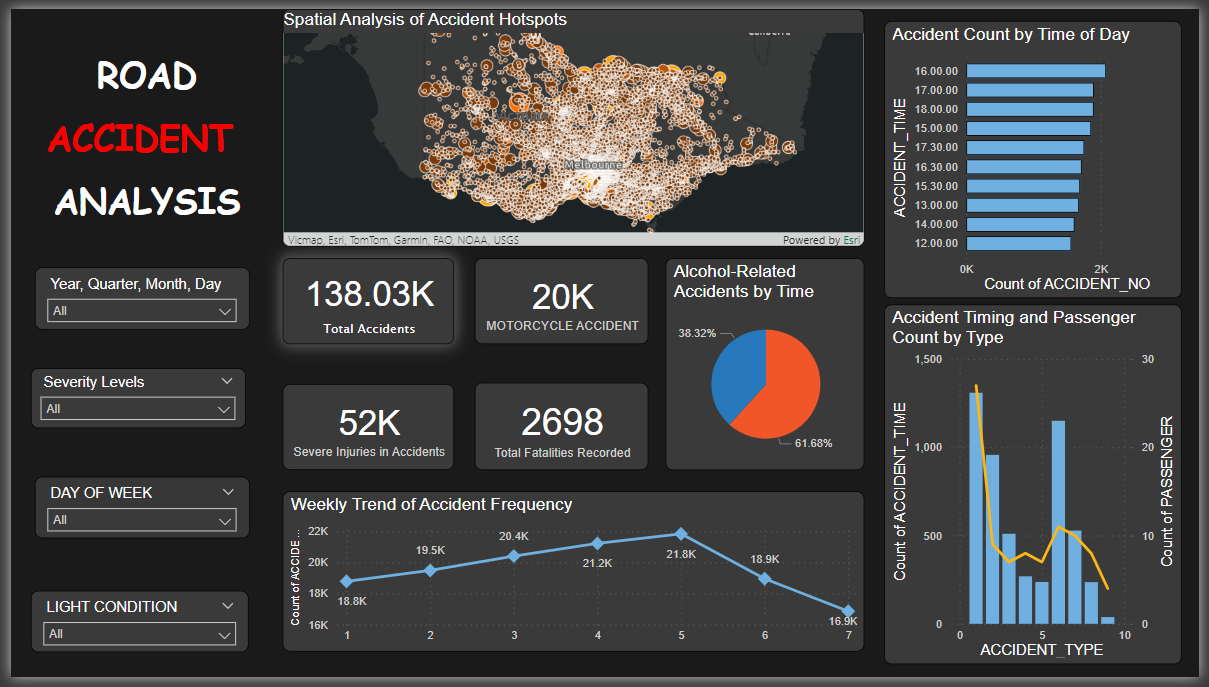 ROAD
ACCIDENT
ANALYSIS
Year, Quarter, Month, Day
All
Severity Levels
All
DAY OF WEEK
All
LIGHT CONDITION
All
Spatial Analysis of Accident Hotspots
Melbourne
Vicmap, Esri, TomTom, Garmin, FAO, NOAA, USGS
Powered by Esri
138.03K
Total Accidents
20K
MOTORCYCLE ACCIDENT
52K
Severe Injuries in Accidents
2698
Total Fatalities Recorded
Alcohol-Related
Accidents by Time
38.32%
61.68%
Weekly Trend of Accident Frequency
Count of ACCIDE ...
22K
20K
18K
16K
18.8K
19.5K
20.4K
21.2K
21.8K
18.9K
16.9K
1 2 3 4 5 6 7
Accident Count by Time of Day
ACCIDENT_TIME
16.00.00
17.00.00
18.00.00
15.00.00
17.30.00
16.30.00
15.30.00
13.00.00
14.00.00
12.00.00
0K 2K
Count of ACCIDENT_NO
Accident Timing and Passenger
Count by Type
Count of ACCIDENT_TIME
1,500
1,000
500
0
30
20
10
0
Count of PASSENGER
0 5 10
ACCIDENT_TYPE